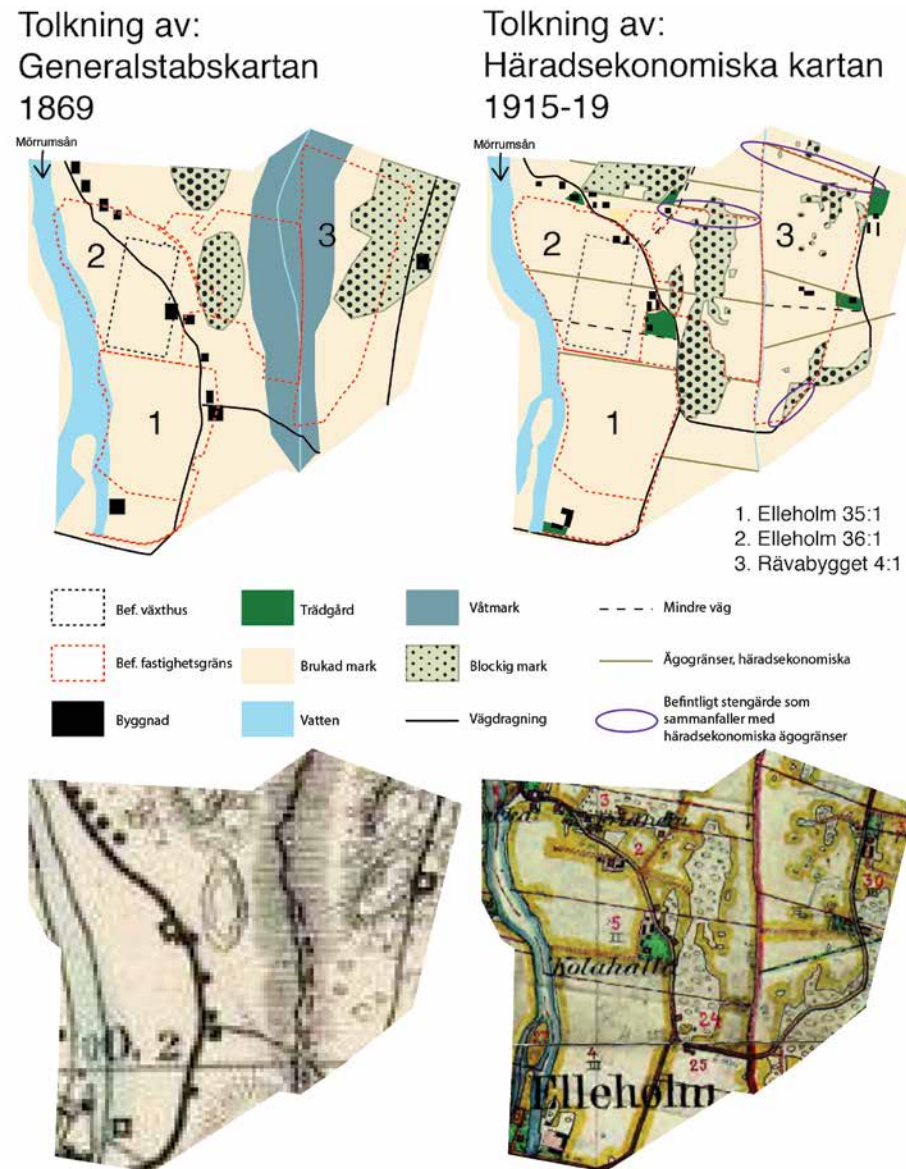 Tolkning av:
Generalstabskartan
1869
Mörrumsån
2
3
1
Tolkning av:
Häradsekonomiska kartan
1915-19
Mörrumsån
2
3
1
1. Elleholm 35:1
2. Elleholm 36:1
3. Rävabygget 4:1
Bef. växthus
Trädgård
Våtmark
Mindre väg
Bef. fastighetsgräns
Brukad mark
Blockig mark
Ägogränser, häradsekonomiska
Byggnad
Vatten
Vägdragning
Befintligt stengärde som
sammanfaller med
häradsekonomiska ägogränser
3
2
30
5
III
24
4
III
25
27
Elleholm